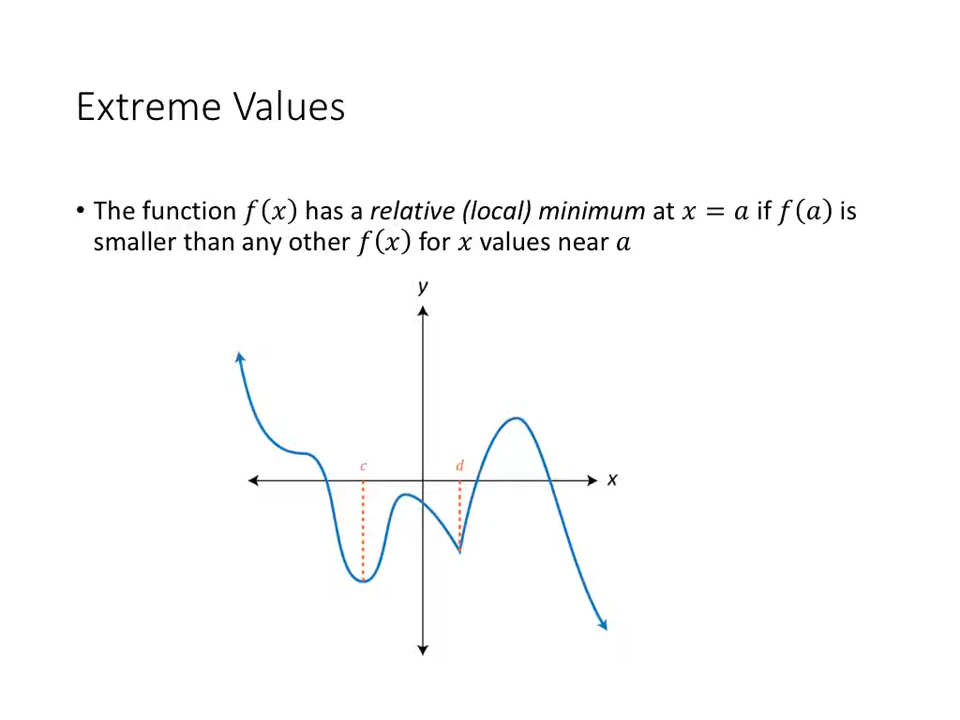 Extreme Values
• The function 𝑓(𝑥) has a relative (local) minimum at 𝑥 = 𝑎 if 𝑓(𝑎) is
smaller than any other 𝑓(𝑥) for 𝑥 values near 𝑎
y
c
d
x